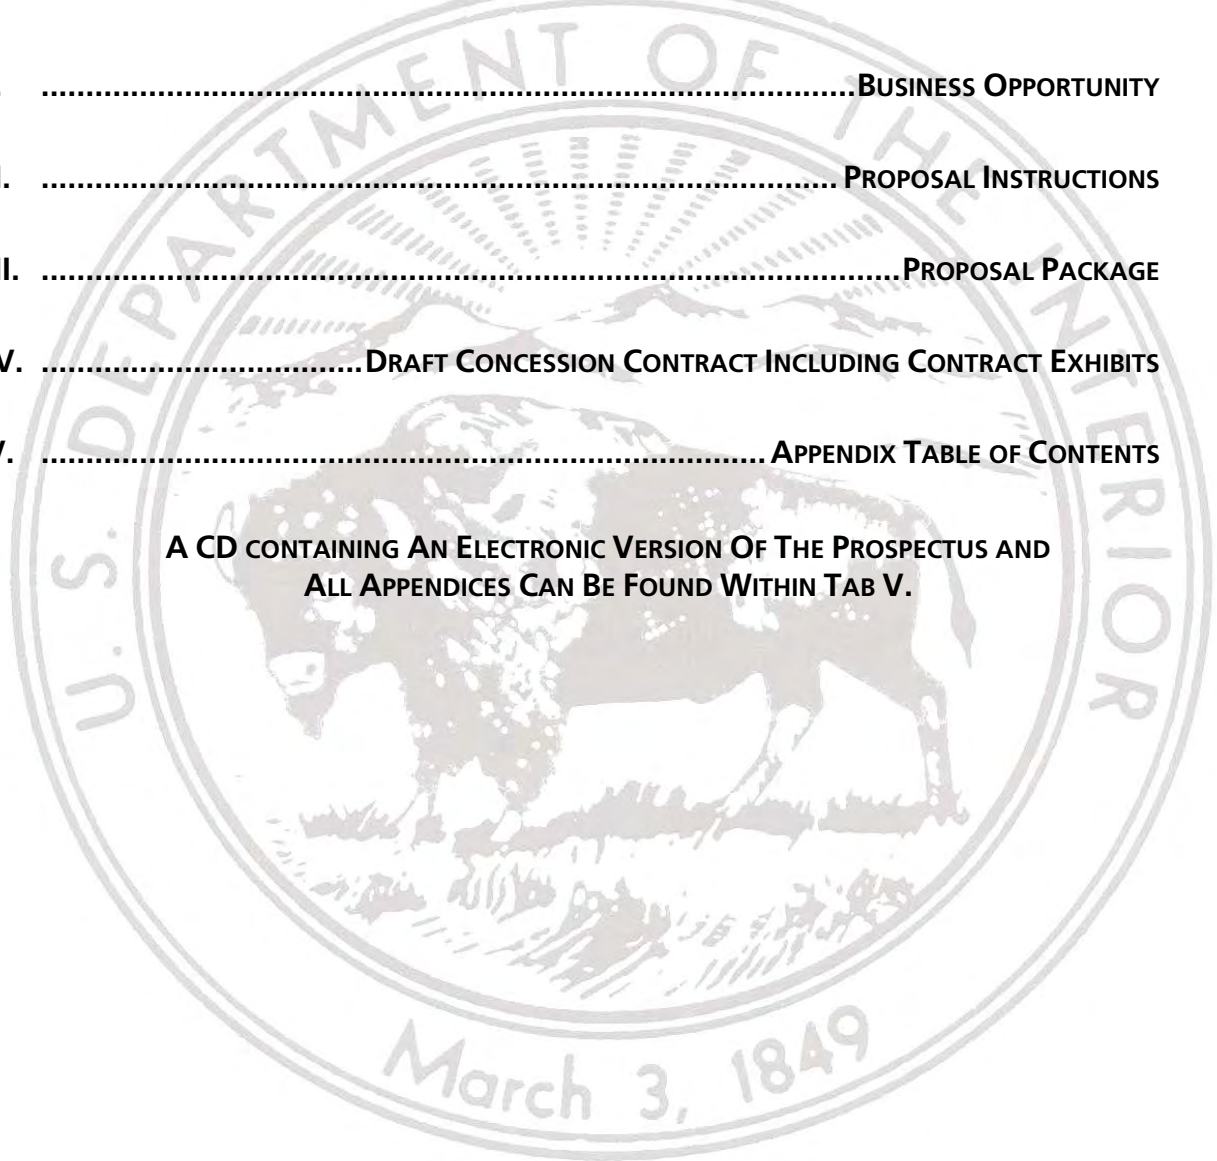 . ............................................................................................BUSINESS OPPORTUNITY
I. .......................................................................................... PROPOSAL INSTRUCTIONS
II. .................................................................................................PROPOSAL PACKAGE
V. ....................................DRAFT CONCESSION CONTRACT INCLUDING CONTRACT EXHIBITS
V. .................................................................................. APPENDIX TABLE OF CONTENTS
A CD CONTAINING AN ELECTRONIC VERSION OF THE PROSPECTUS AND
ALL APPENDICES CAN BE FOUND WITHIN TAB V.
U.S. DEPARTMENT OF THE INTERIOR
March 3, 1849